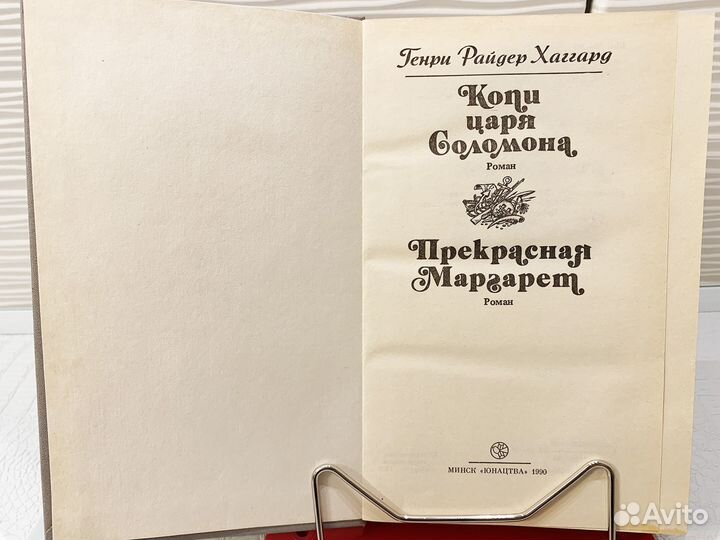 Генри Райдер Хаггард
Копи
царя
Соломона
Роман
Прекрасная
Маргарет
Роман
МИНСК «ЮНАЦТВА» 1990
Avito